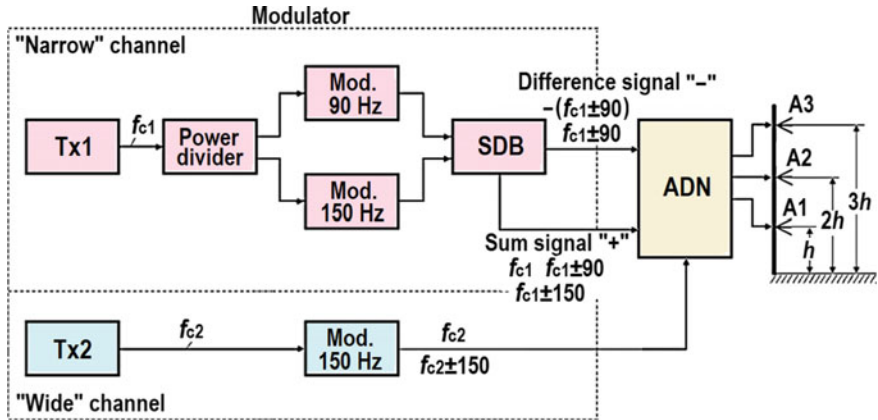 Modulator
"Narrow" channel
Tx1
fc1
Power
divider
Mod.
90 Hz
Mod.
150 Hz
SDB
Difference signal "–"
–(fc1±90)
fc1±90
Sum signal "+"
fc1 fc1±90
fc1±150
ADN
A3
A2
A1
h
2h
3h
Tx2
fc2
Mod.
150 Hz
fc2
fc2±150
"Wide" channel